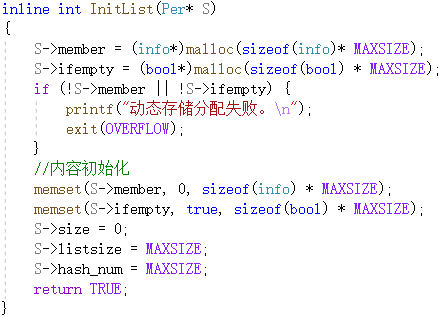 inline int InitList(Per* S)
{
    S->member = (info*)malloc(sizeof(info)* MAXSIZE);
    S->ifempty = (bool*)malloc(sizeof(bool) * MAXSIZE);
    if (!S->member || !S->ifempty) {
        printf("动态存储分配失败。\n");
        exit(OVERFLOW);
    }
    //内容初始化
    memset(S->member, 0, sizeof(info) * MAXSIZE);
    memset(S->ifempty, true, sizeof(bool) * MAXSIZE);
    S->size = 0;
    S->listsize = MAXSIZE;
    S->hash_num = MAXSIZE;
    return TRUE;
}